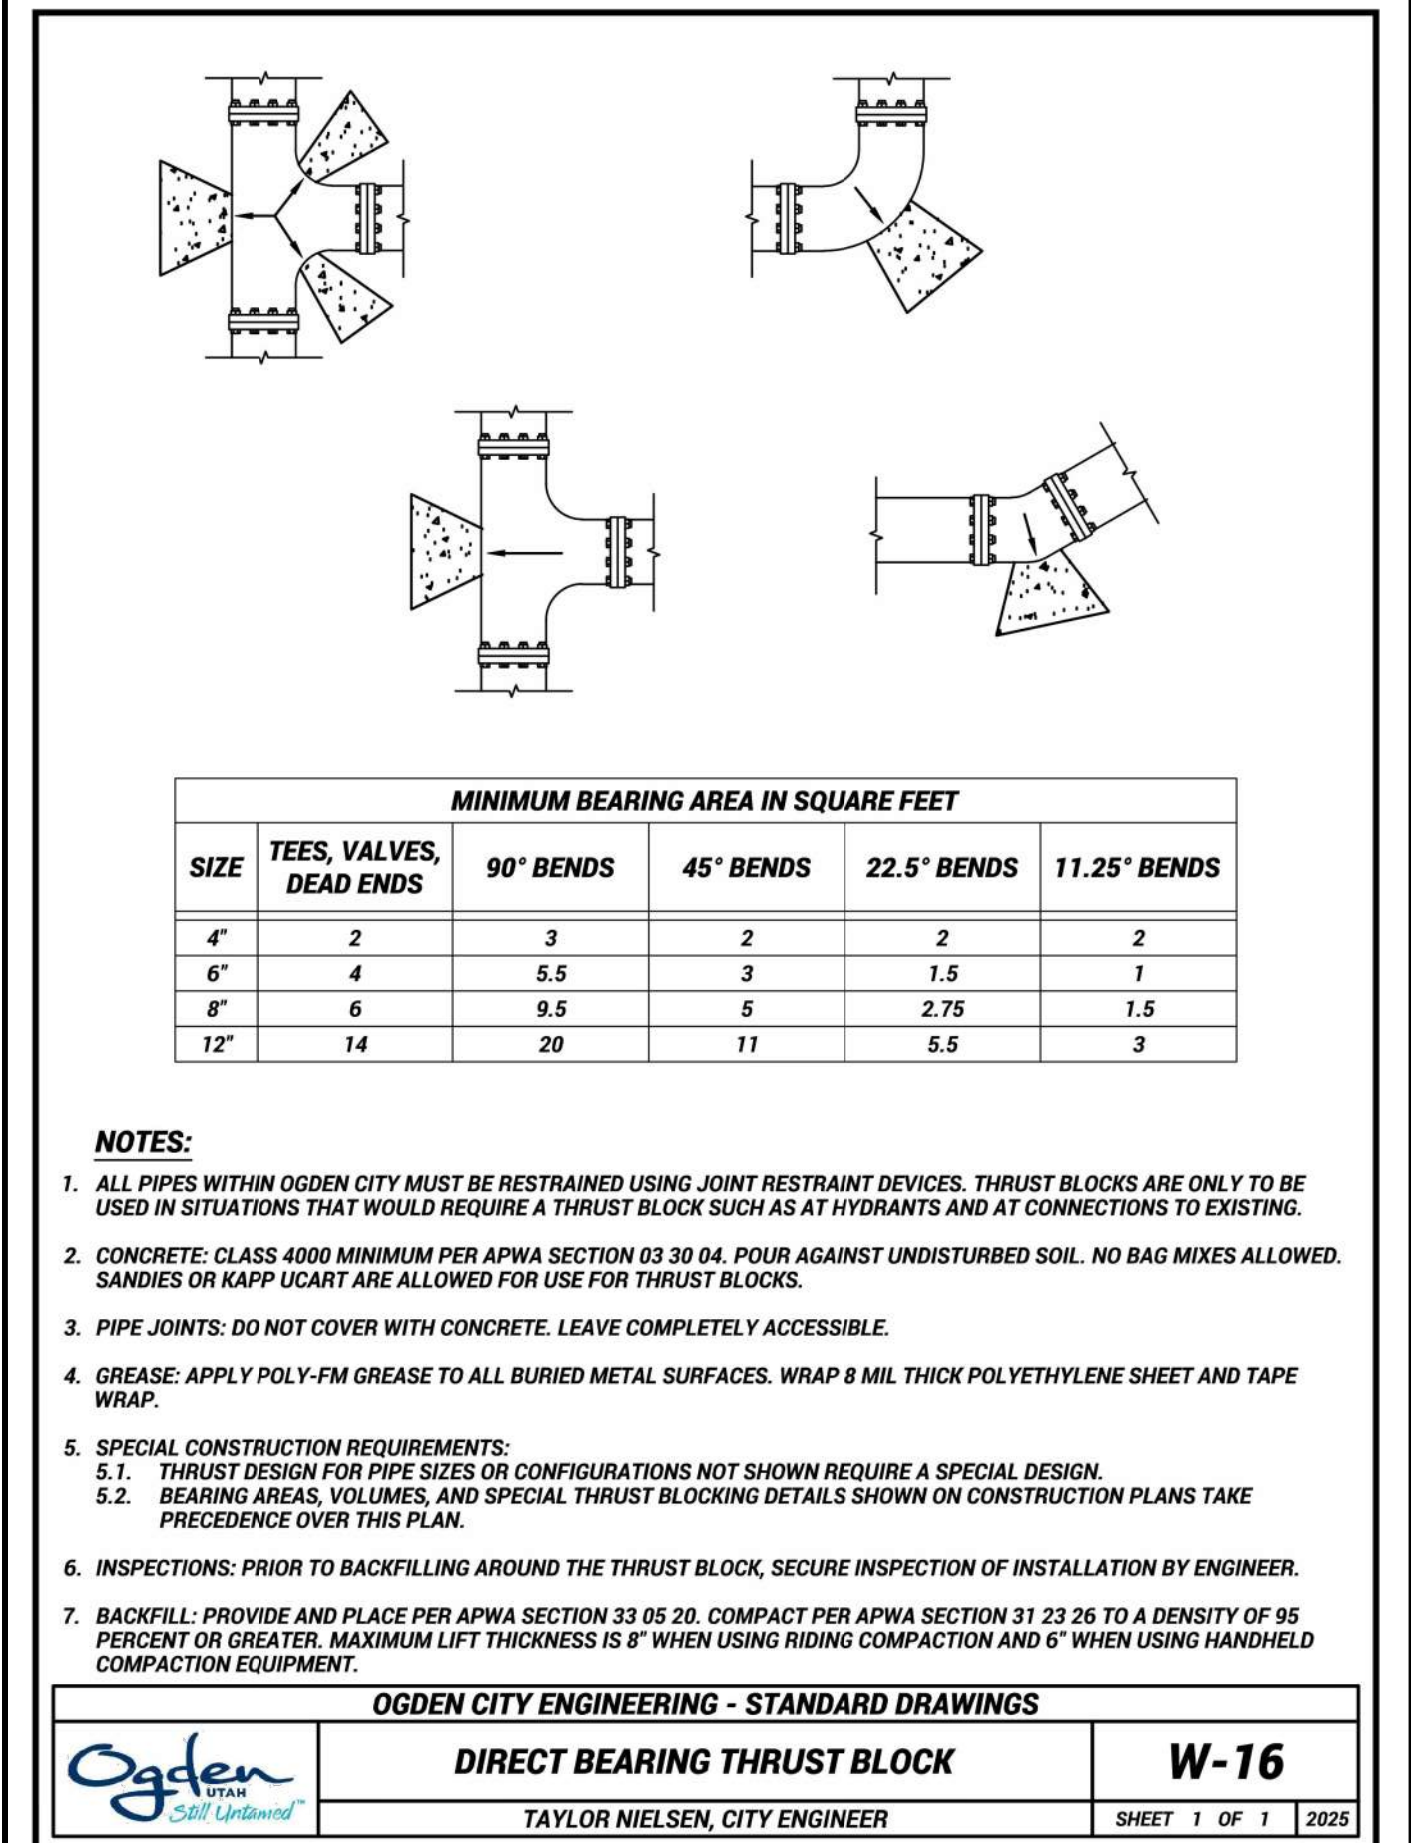 MINIMUM BEARING AREA IN SQUARE FEET
SIZE TEES, VALVES, DEAD ENDS 90° BENDS 45° BENDS 22.5° BENDS 11.25° BENDS
4" 2 3 2 2 2
6" 4 5.5 3 1.5 1
8" 6 9.5 5 2.75 1.5
12" 14 20 11 5.5 3
NOTES:
1. ALL PIPES WITHIN OGDEN CITY MUST BE RESTRAINED USING JOINT RESTRAINT DEVICES. THRUST BLOCKS ARE ONLY TO BE
USED IN SITUATIONS THAT WOULD REQUIRE A THRUST BLOCK SUCH AS AT HYDRANTS AND AT CONNECTIONS TO EXISTING.
2. CONCRETE: CLASS 4000 MINIMUM PER APWA SECTION 03 30 04. POUR AGAINST UNDISTURBED SOIL. NO BAG MIXES ALLOWED.
SANDIES OR KAPP UCART ARE ALLOWED FOR USE FOR THRUST BLOCKS.
3. PIPE JOINTS: DO NOT COVER WITH CONCRETE. LEAVE COMPLETELY ACCESSIBLE.
4. GREASE: APPLY POLY-FM GREASE TO ALL BURIED METAL SURFACES. WRAP 8 MIL THICK POLYETHYLENE SHEET AND TAPE
WRAP.
5. SPECIAL CONSTRUCTION REQUIREMENTS:
5.1. THRUST DESIGN FOR PIPE SIZES OR CONFIGURATIONS NOT SHOWN REQUIRE A SPECIAL DESIGN.
5.2. BEARING AREAS, VOLUMES, AND SPECIAL THRUST BLOCKING DETAILS SHOWN ON CONSTRUCTION PLANS TAKE
PRECEDENCE OVER THIS PLAN.
6. INSPECTIONS: PRIOR TO BACKFILLING AROUND THE THRUST BLOCK, SECURE INSPECTION OF INSTALLATION BY ENGINEER.
7. BACKFILL: PROVIDE AND PLACE PER APWA SECTION 33 05 20. COMPACT PER APWA SECTION 31 23 26 TO A DENSITY OF 95
PERCENT OR GREATER. MAXIMUM LIFT THICKNESS IS 8" WHEN USING RIDING COMPACTION AND 6" WHEN USING HANDHELD
COMPACTION EQUIPMENT.
OGDEN CITY ENGINEERING - STANDARD DRAWINGS
Ogden
UTAH
Still Untamed™
DIRECT BEARING THRUST BLOCK
W-16
TAYLOR NIELSEN, CITY ENGINEER
SHEET 1 OF 1
2025